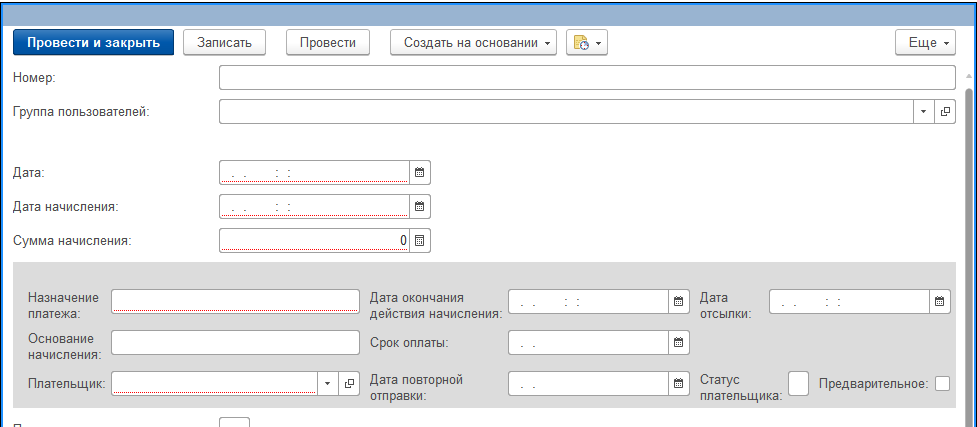 Провести и закрыть Записать Провести Создать на основании Еще
Номер:
Группа пользователей:
Дата: . . : :
Дата начисления: . . : :
Сумма начисления: 0
Назначение платежа: Дата окончания действия начисления: . . : : Дата отсылки: . . : :
Основание начисления: Срок оплаты: . .
Плательщик: Дата повторной отправки: . . Статус плательщика: Предварительное: